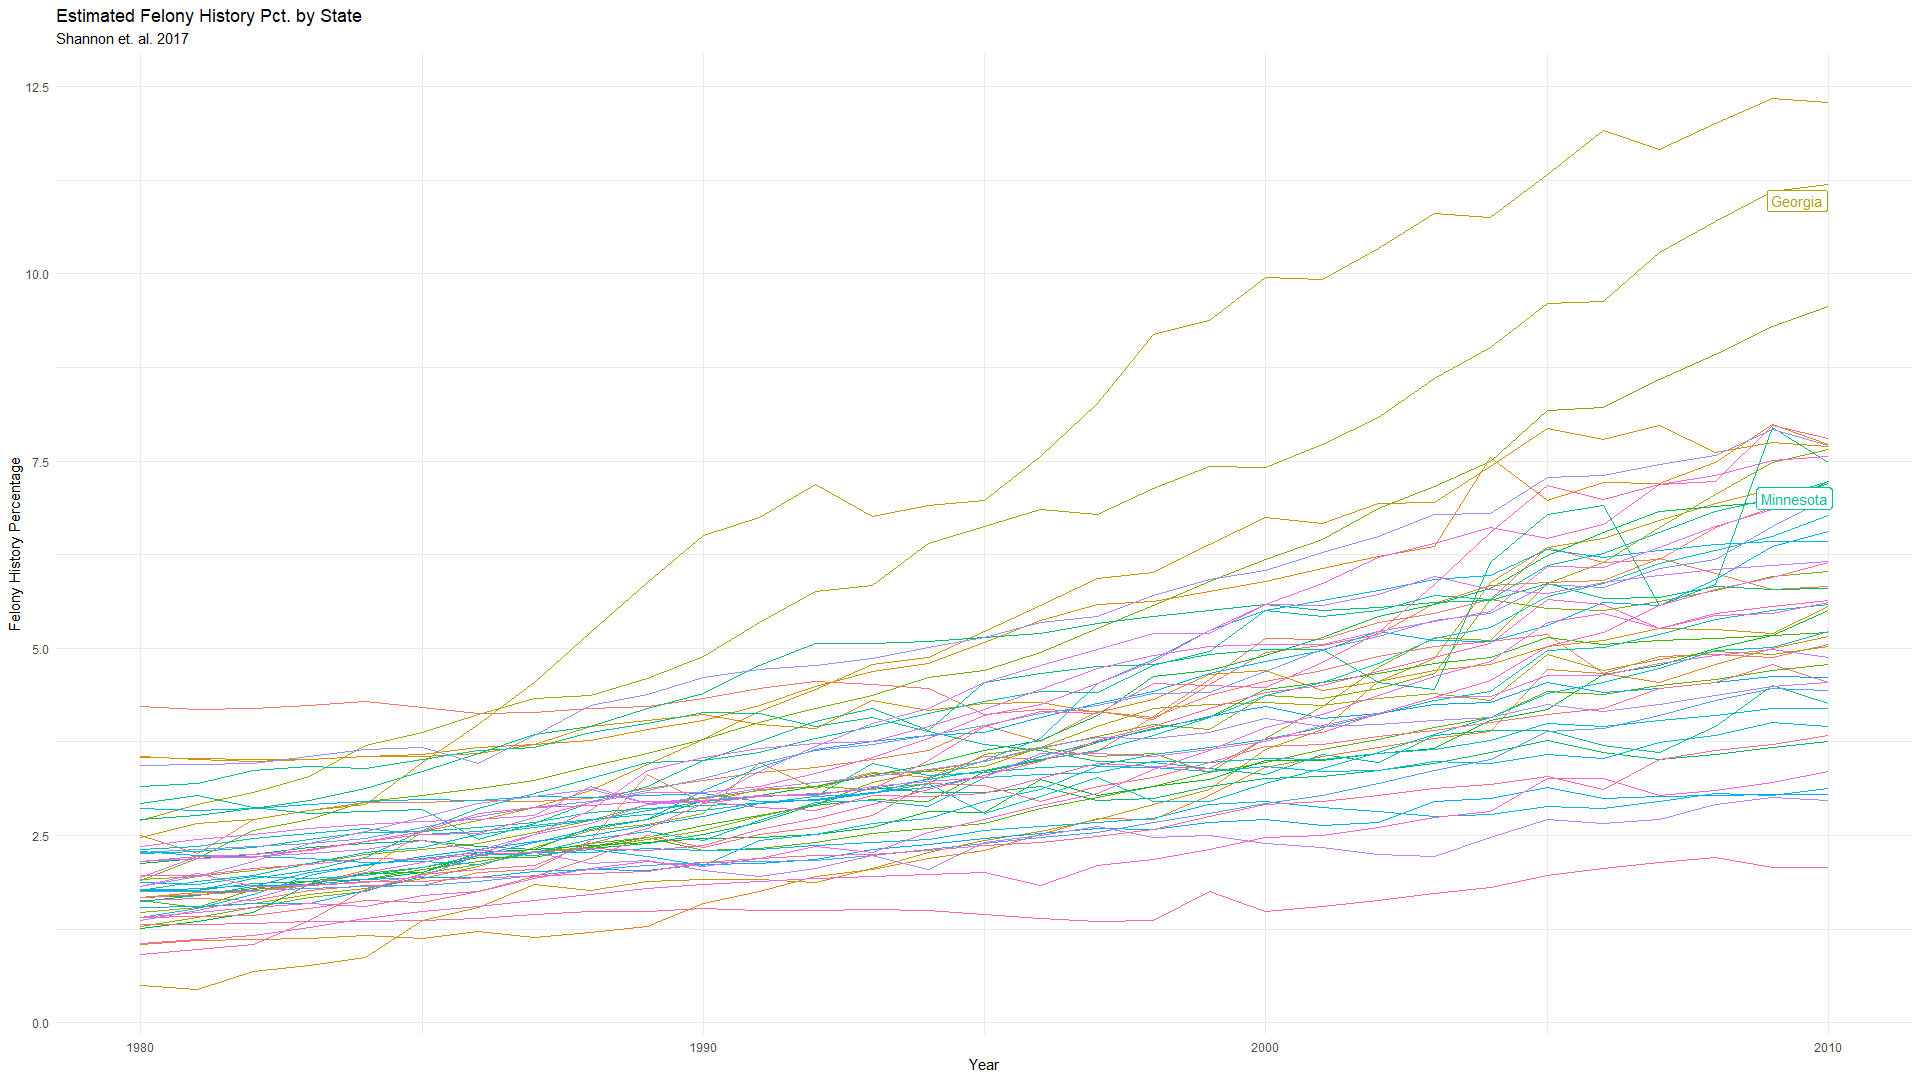 Estimated Felony History Pct. by State
Shannon et. al. 2017
12.5
10.0
7.5
5.0
2.5
0.0
Felony History Percentage
Georgia
Minnesota
1980
1990
2000
2010
Year